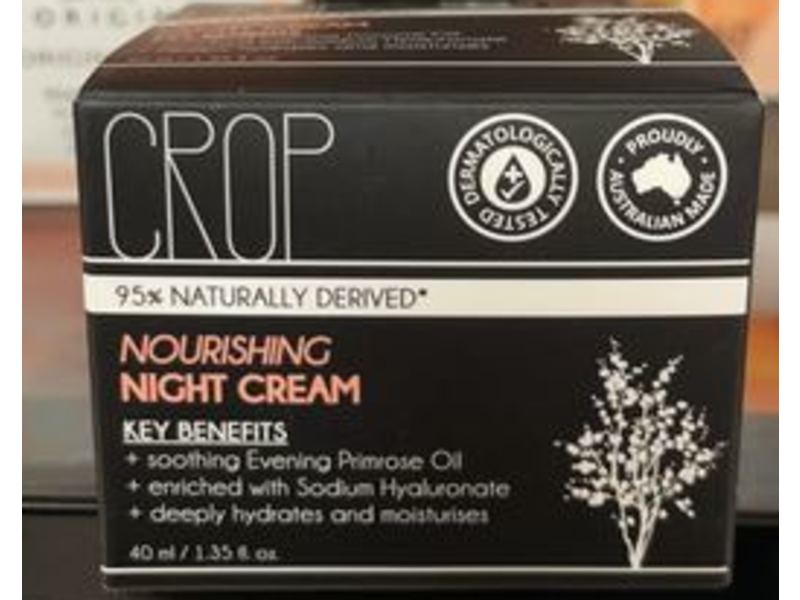 CROP
DERMATOLOGICALLY TESTED
PROUDLY
AUSTRALIAN MADE
95% NATURALLY DERIVED*
NOURISHING
NIGHT CREAM
KEY BENEFITS
+ soothing Evening Primrose Oil
+ enriched with Sodium Hyaluronate
+ deeply hydrates and moisturises
40 ml / 1.35 fl. oz.